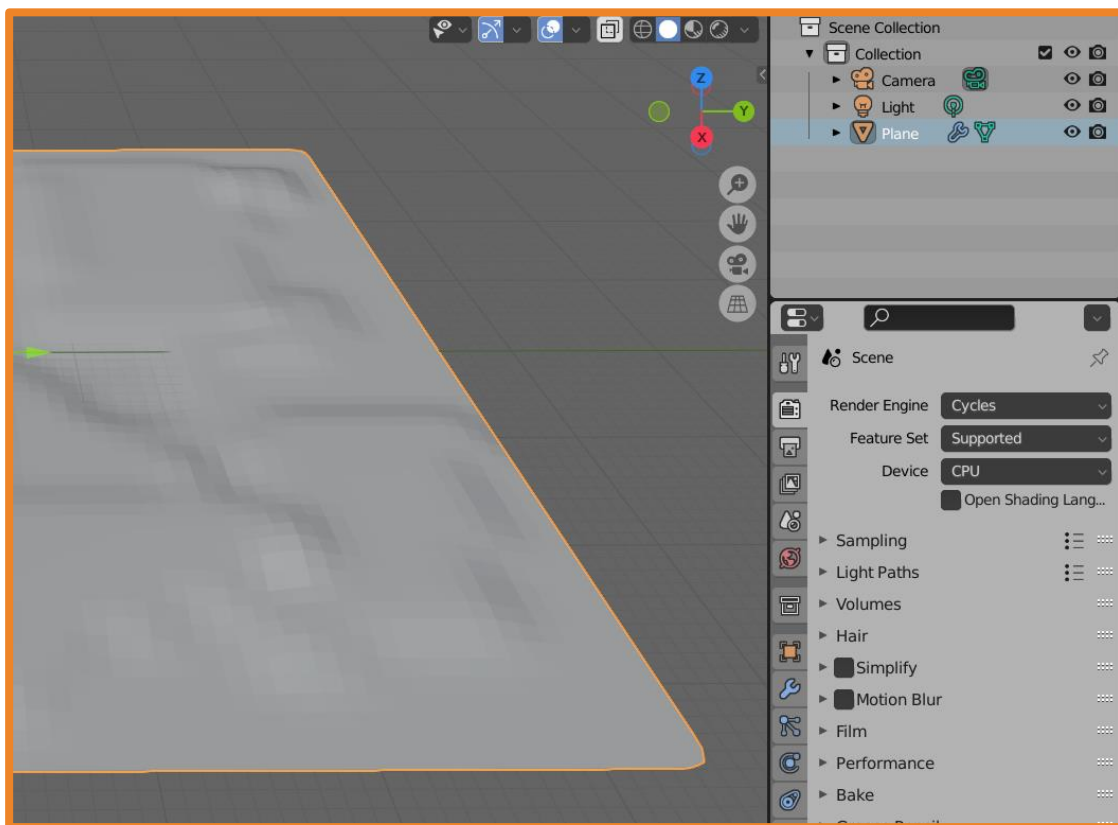 Scene Collection
Collection
Camera
Light
Plane
Z
Y
X
Scene
Render Engine Cycles
Feature Set Supported
Device CPU
Open Shading Lang...
Sampling
Light Paths
Volumes
Hair
Simplify
Motion Blur
Film
Performance
Bake